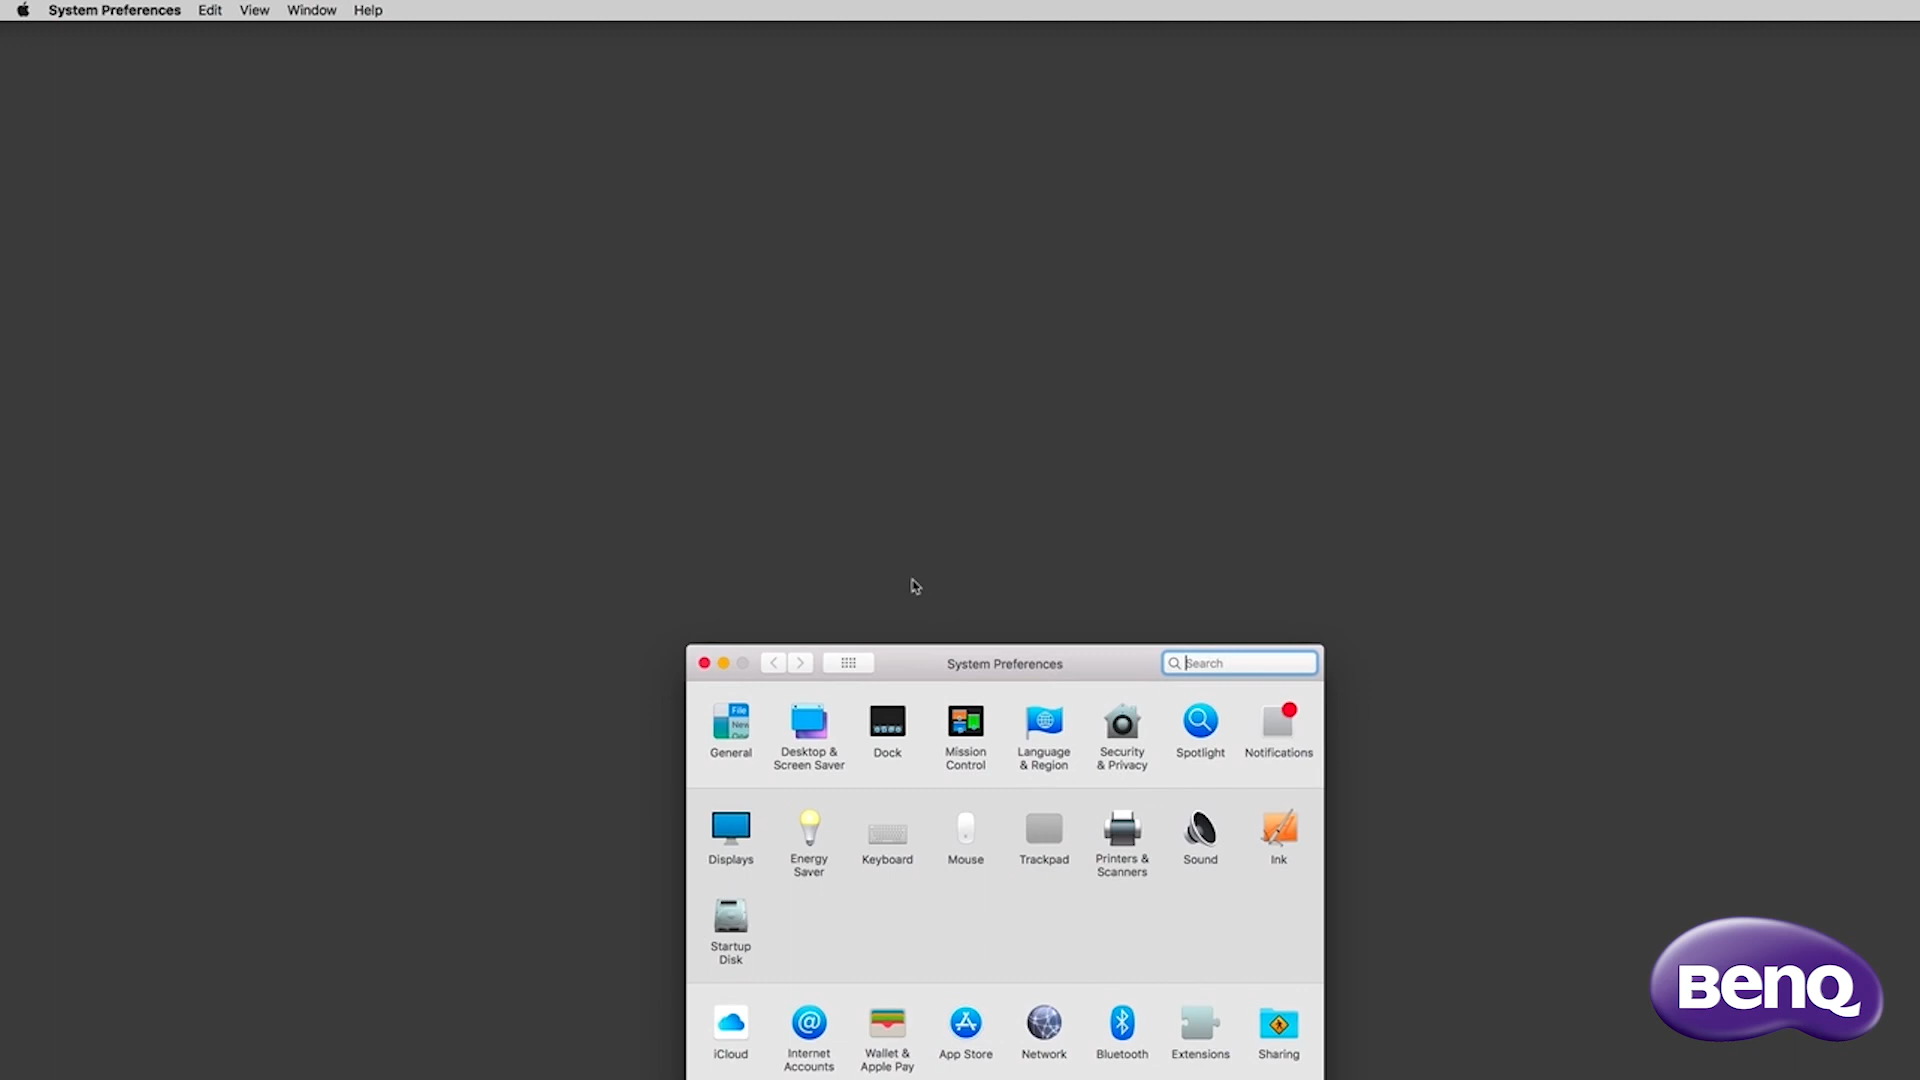 System Preferences Edit View Window Help
System Preferences
Search
General
Desktop &
Screen Saver
Dock
Mission
Control
Language
& Region
Security
& Privacy
Spotlight
Notifications
File
New
Displays
Energy
Saver
Keyboard
Mouse
Trackpad
Printers &
Scanners
Sound
Ink
Startup
Disk
iCloud
Internet
Accounts
Wallet &
Apple Pay
App Store
Network
Bluetooth
Extensions
Sharing
BenQ